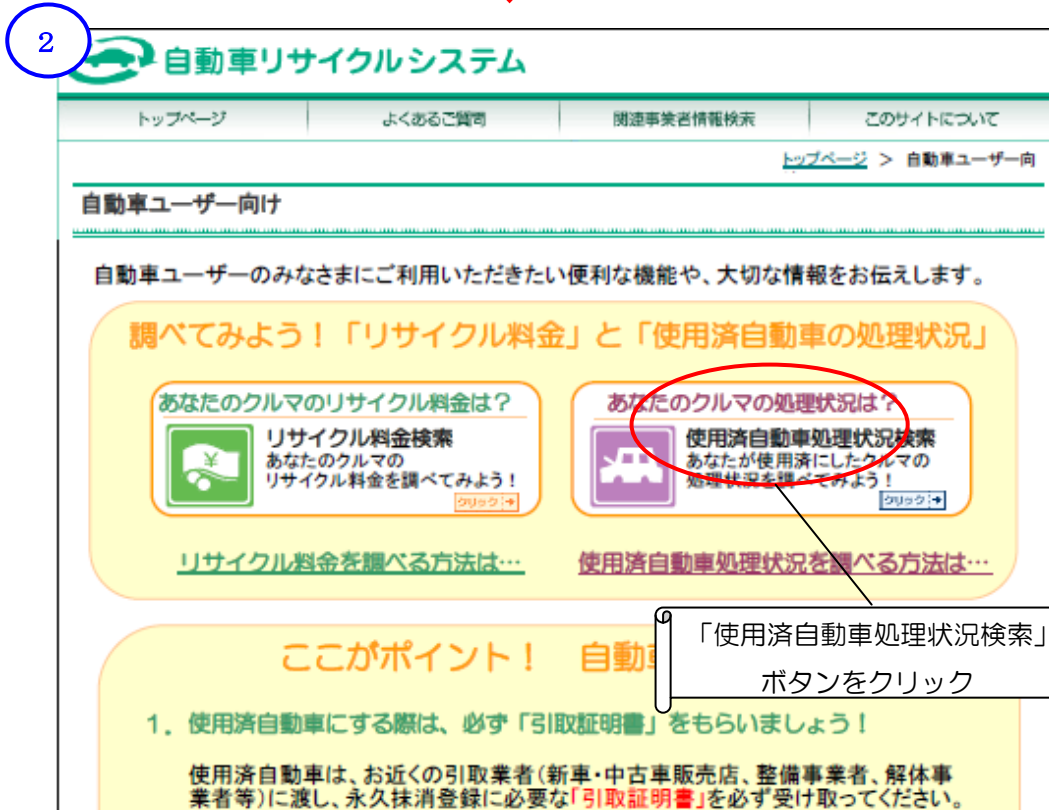 2
自動車リサイクルシステム
トップページ よくあるご質問 関連事業者情報検索 このサイトについて
トップページ > 自動車ユーザー向
自動車ユーザー向け
自動車ユーザーのみなさまにご利用いただきたい便利な機能や、大切な情報をお伝えします。
調べてみよう！「リサイクル料金」と「使用済自動車の処理状況」
あなたのクルマのリサイクル料金は？
リサイクル料金検索
あなたのクルマの
リサイクル料金を調べてみよう！
クリック
あなたのクルマの処理状況は？
使用済自動車処理状況検索
あなたが使用済にしたクルマの
処理状況を調べてみよう！
クリック
リサイクル料金を調べる方法は…
使用済自動車処理状況を調べる方法は…
「使用済自動車処理状況検索」
ボタンをクリック
ここがポイント！ 自動
1. 使用済自動車にする際は、必ず「引取証明書」をもらいましょう！
使用済自動車は、お近くの引取業者(新車・中古車販売店、整備事業者、解体事
業者等)に渡し、永久抹消登録に必要な「引取証明書」を必ず受け取ってください。